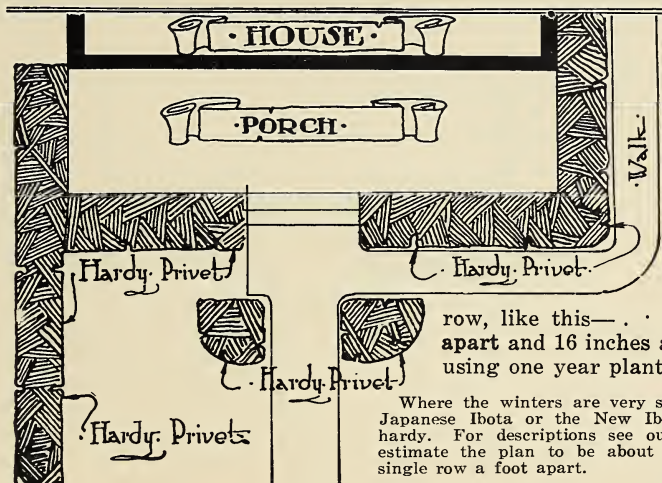 · HOUSE ·
· PORCH ·
· Walk ·
Hardy · Privet
· Hardy · Privet ·
row, like this— . ·
apart and 16 inches a
using one year plant
· Hardy · Privet
Where the winters are very s
Japanese Ibota or the New Ib
hardy. For descriptions see ou
estimate the plan to be about
single row a foot apart.
· Hardy · Privet